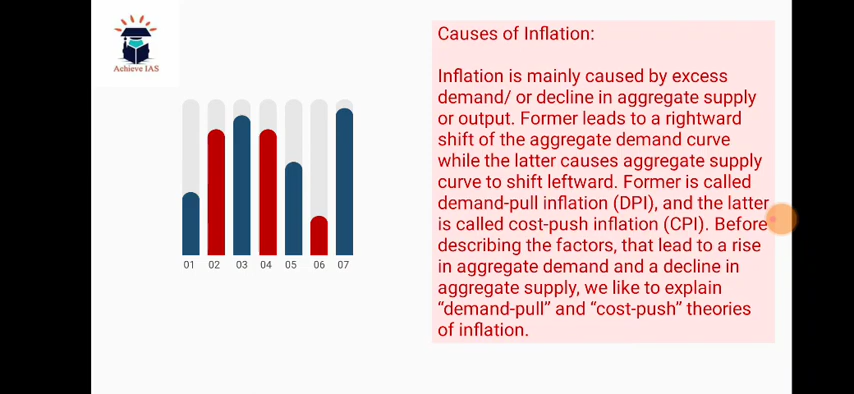 Achieve IAS
01 02 03 04 05 06 07
Causes of Inflation:
Inflation is mainly caused by excess
demand/ or decline in aggregate supply
or output. Former leads to a rightward
shift of the aggregate demand curve
while the latter causes aggregate supply
curve to shift leftward. Former is called
demand-pull inflation (DPI), and the latter
is called cost-push inflation (CPI). Before
describing the factors, that lead to a rise
in aggregate demand and a decline in
aggregate supply, we like to explain
“demand-pull” and “cost-push” theories
of inflation.